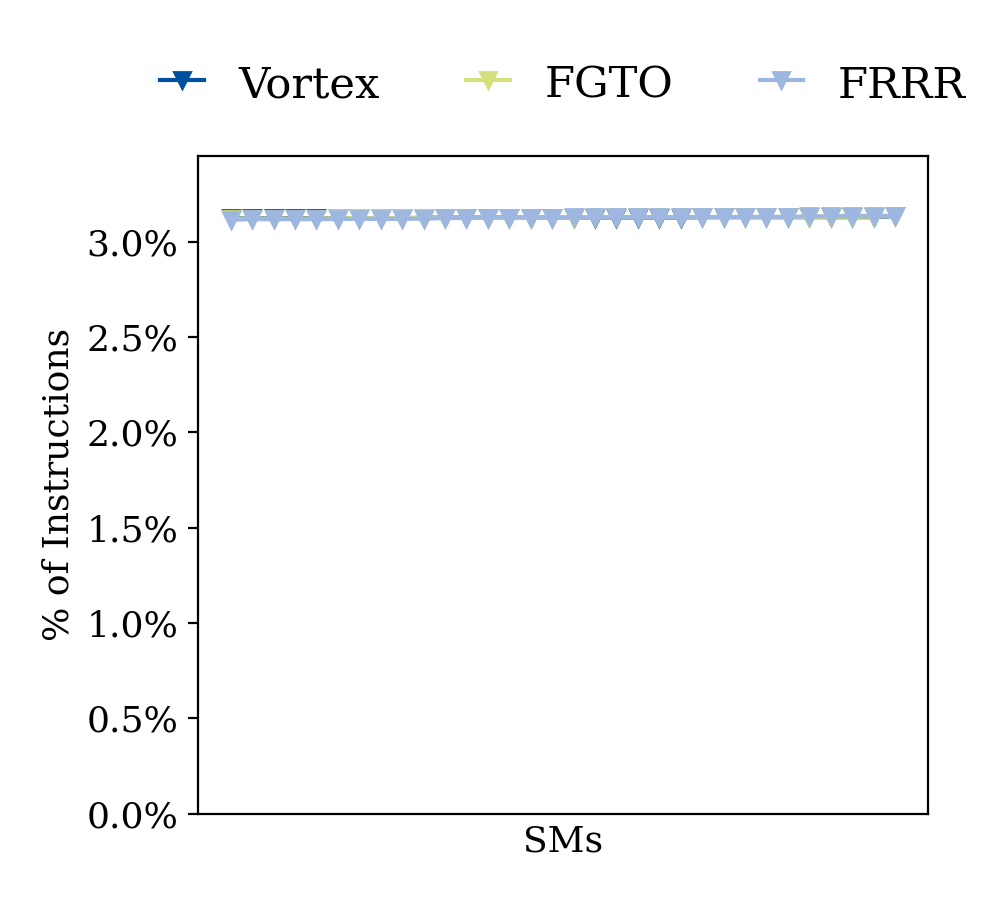 Vortex FGTO FRRR
3.0%
2.5%
2.0%
1.5%
1.0%
0.5%
0.0%
% of Instructions
SMs